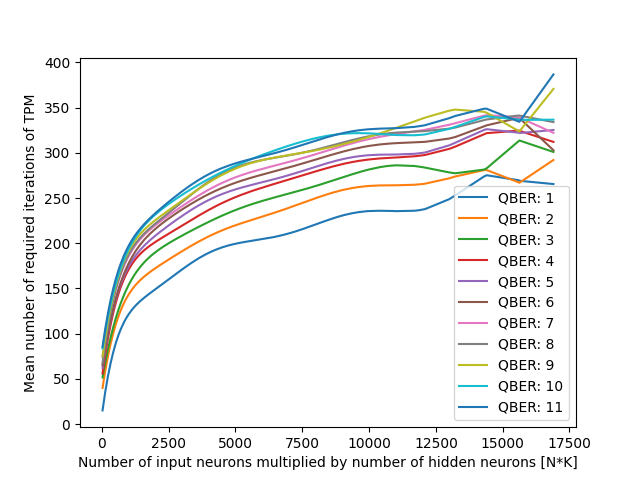 400
350
300
250
200
150
100
50
0
Mean number of required iterations of TPM
QBER: 1
QBER: 2
QBER: 3
QBER: 4
QBER: 5
QBER: 6
QBER: 7
QBER: 8
QBER: 9
QBER: 10
QBER: 11
0 2500 5000 7500 10000 12500 15000 17500
Number of input neurons multiplied by number of hidden neurons [N*K]